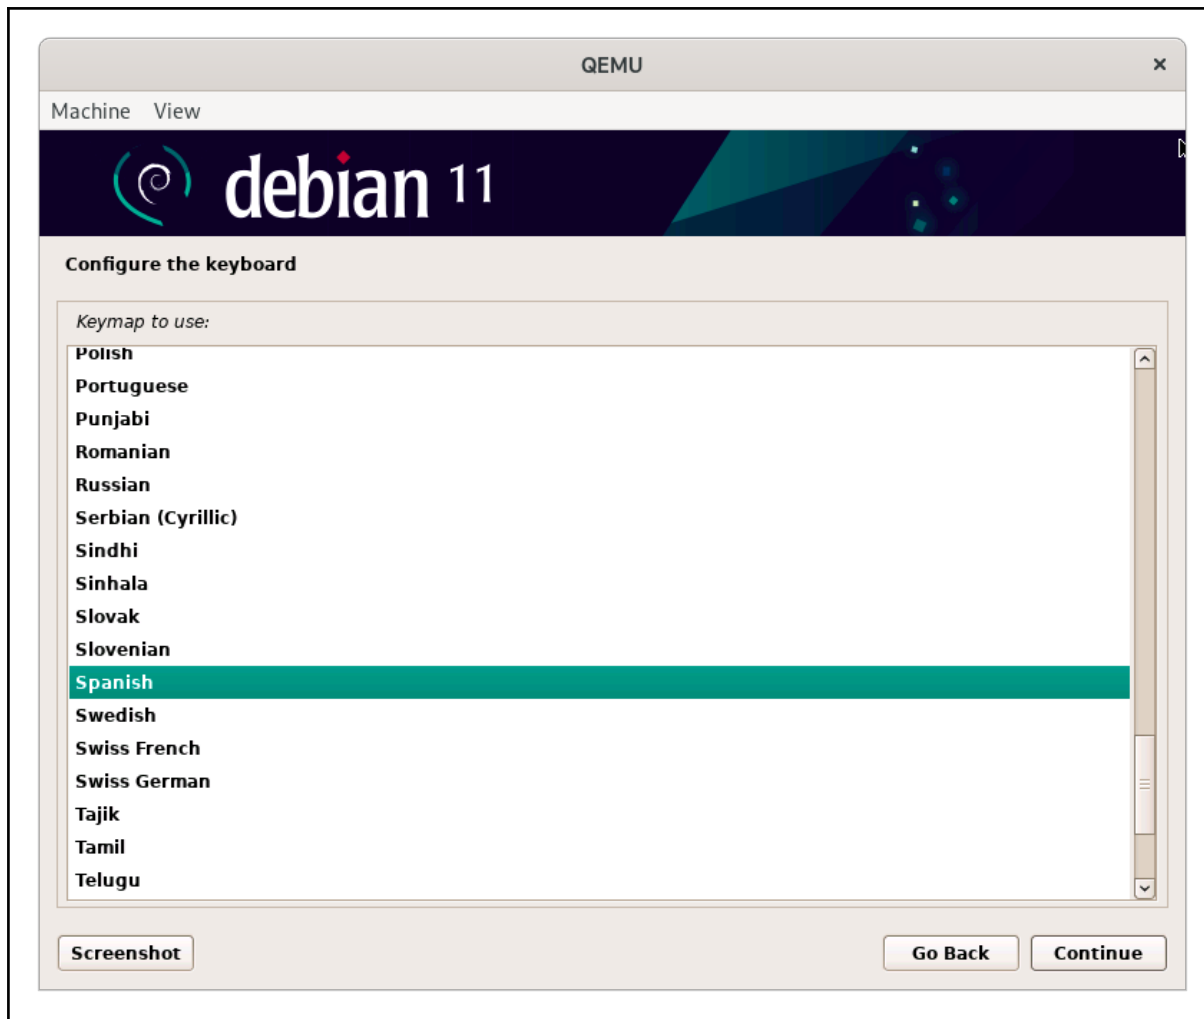 QEMU
Machine View
debian 11
Configure the keyboard
Keymap to use:
Polish
Portuguese
Punjabi
Romanian
Russian
Serbian (Cyrillic)
Sindhi
Sinhala
Slovak
Slovenian
Spanish
Swedish
Swiss French
Swiss German
Tajik
Tamil
Telugu
Screenshot Go Back Continue